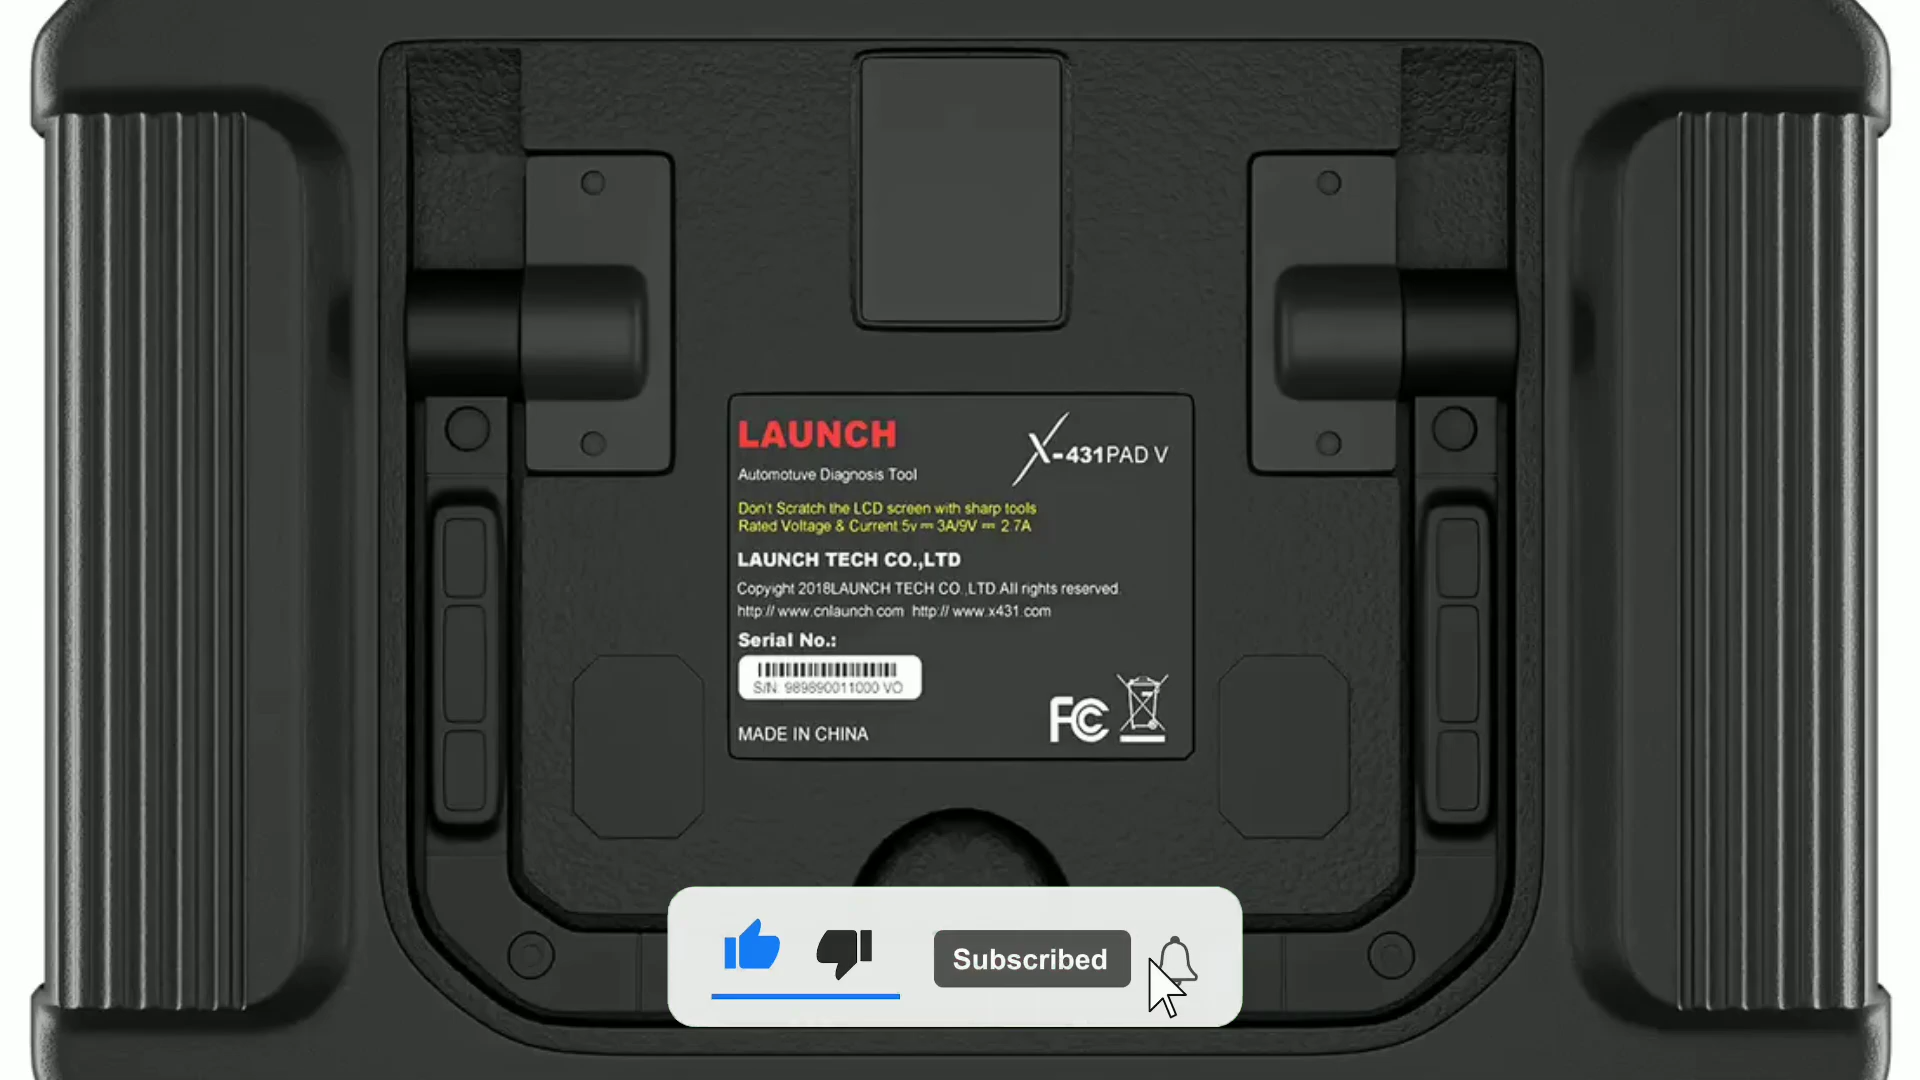 LAUNCH
X-431PAD V
Automotuve Diagnosis Tool
Don't Scratch the LCD screen with sharp tools
Rated Voltage & Current 5v ⎓ 3A/9V ⎓ 2.7A
LAUNCH TECH CO.,LTD
Copyight 2018LAUNCH TECH CO.,LTD.All rights reserved.
http:// www.cnlaunch.com http:// www.x431.com
Serial No.:
S/N: 989890011000 VO
FC
MADE IN CHINA
Subscribed